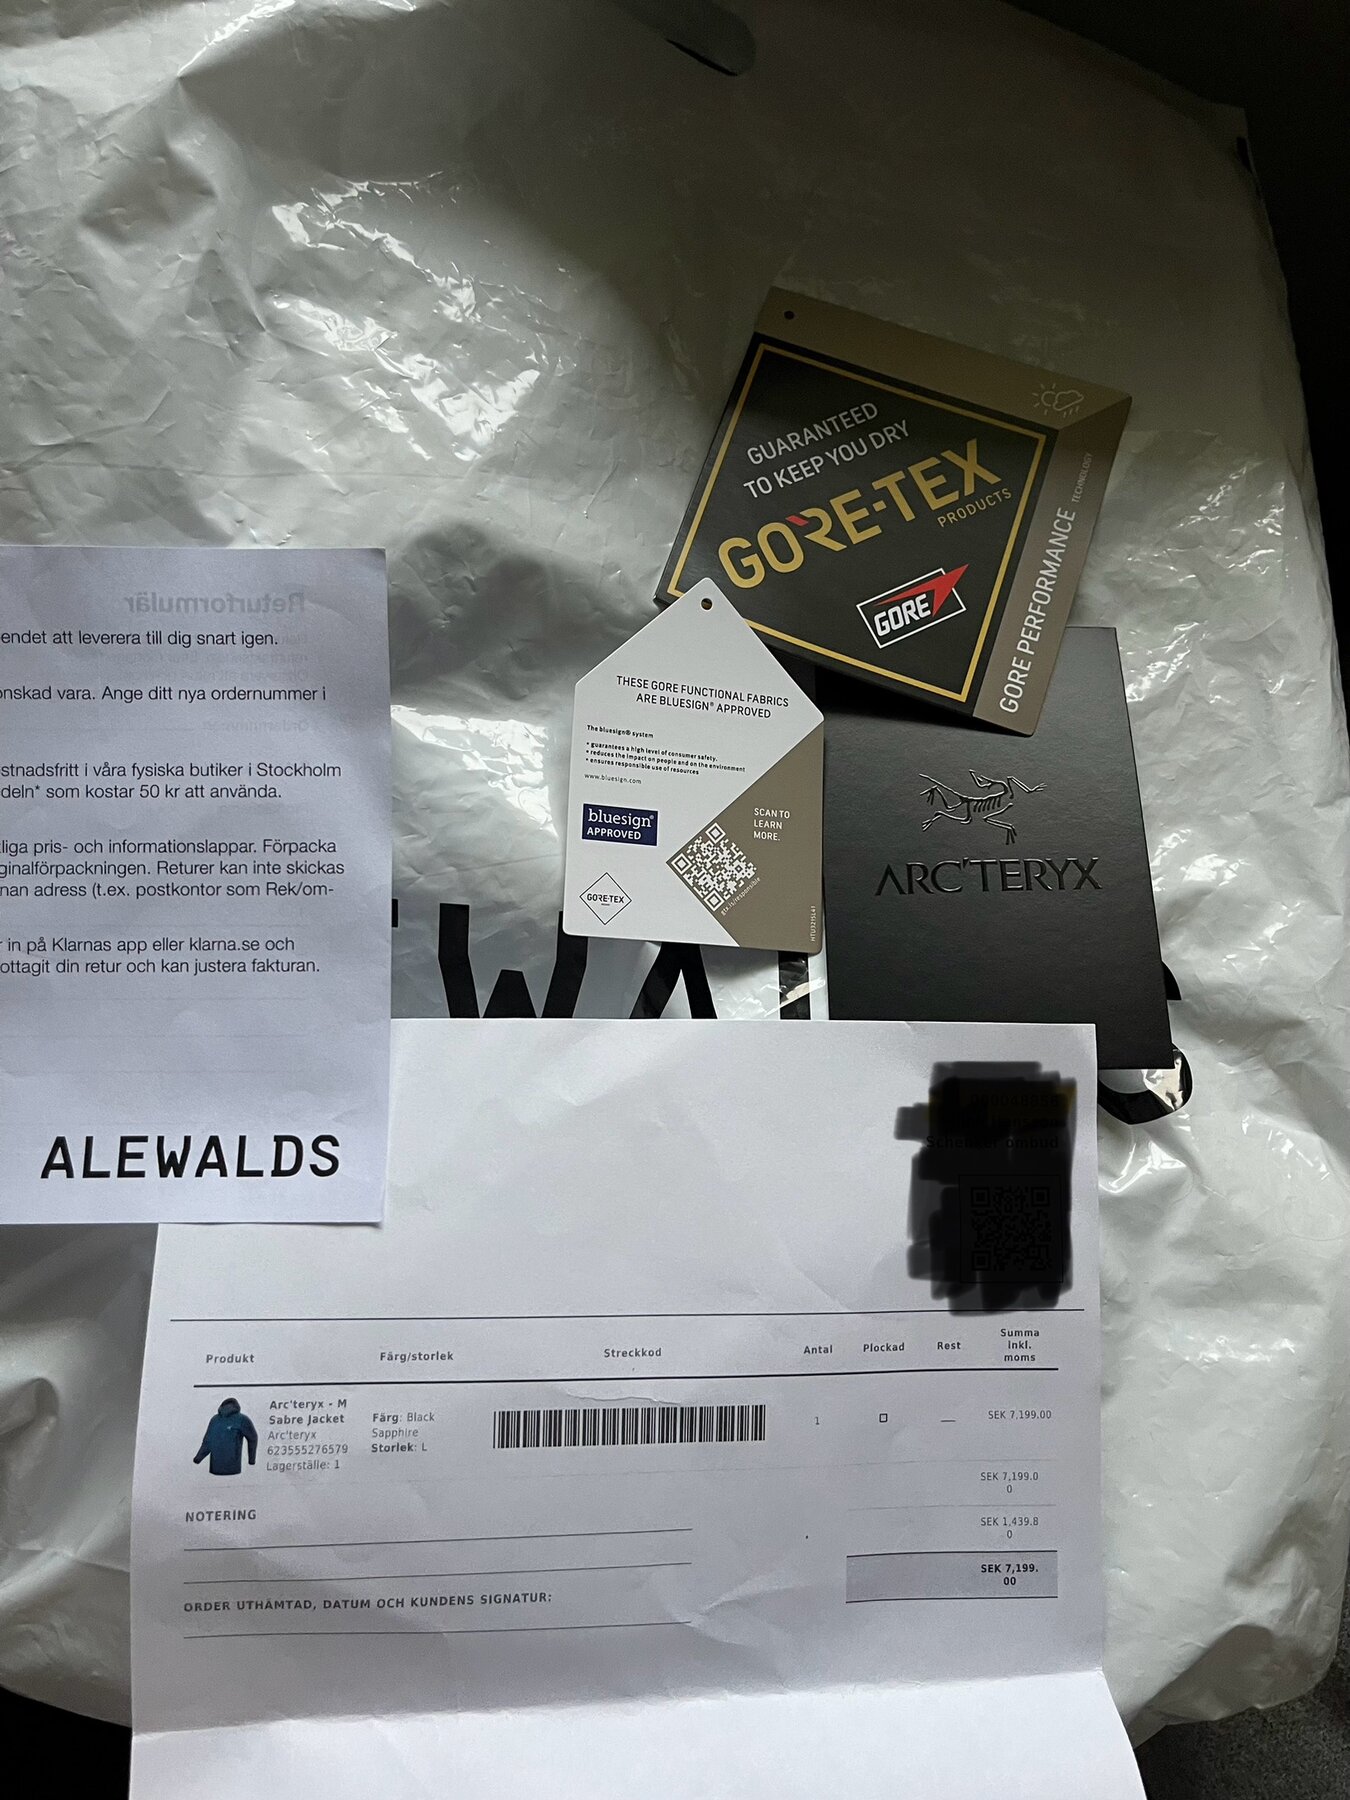 GUARANTEED
TO KEEP YOU DRY
GORE-TEX
PRODUCTS
GORE
GORE PERFORMANCE TECHNOLOGY
THESE GORE FUNCTIONAL FABRICS
ARE BLUESIGN® APPROVED
The bluesign® system
* guarantees a high level of consumer safety.
* reduces the impact on people and on the environment
* ensures responsible use of resources
www.bluesign.com
bluesign®
APPROVED
SCAN TO
LEARN
MORE.
GORE-TEX
gtx.is/responsible
ARC'TERYX
Returformulär
endet att leverera till dig snart igen.
onskad vara. Ange ditt nya ordernummer i
stnadsfritt i våra fysiska butiker i Stockholm
deln* som kostar 50 kr att använda.
liga pris- och informationslappar. Förpacka
ginalförpackningen. Returer kan inte skickas
nan adress (t.ex. postkontor som Rek/om-
r in på Klarnas app eller klarna.se och
ottagit din retur och kan justera fakturan.
ALEWALDS
ombud
Produkt Färg/storlek Streckkod Antal Plockad Rest Summa
inkl.
moms
Arc'teryx - M
Sabre Jacket
Arc'teryx
623555276579
Lagerställe: 1
Färg: Black
Sapphire
Storlek: L
1
SEK 7,199.00
SEK 7,199.0
0
SEK 1,439.8
0
SEK 7,199.
00
NOTERING
ORDER UTHÄMTAD, DATUM OCH KUNDENS SIGNATUR: